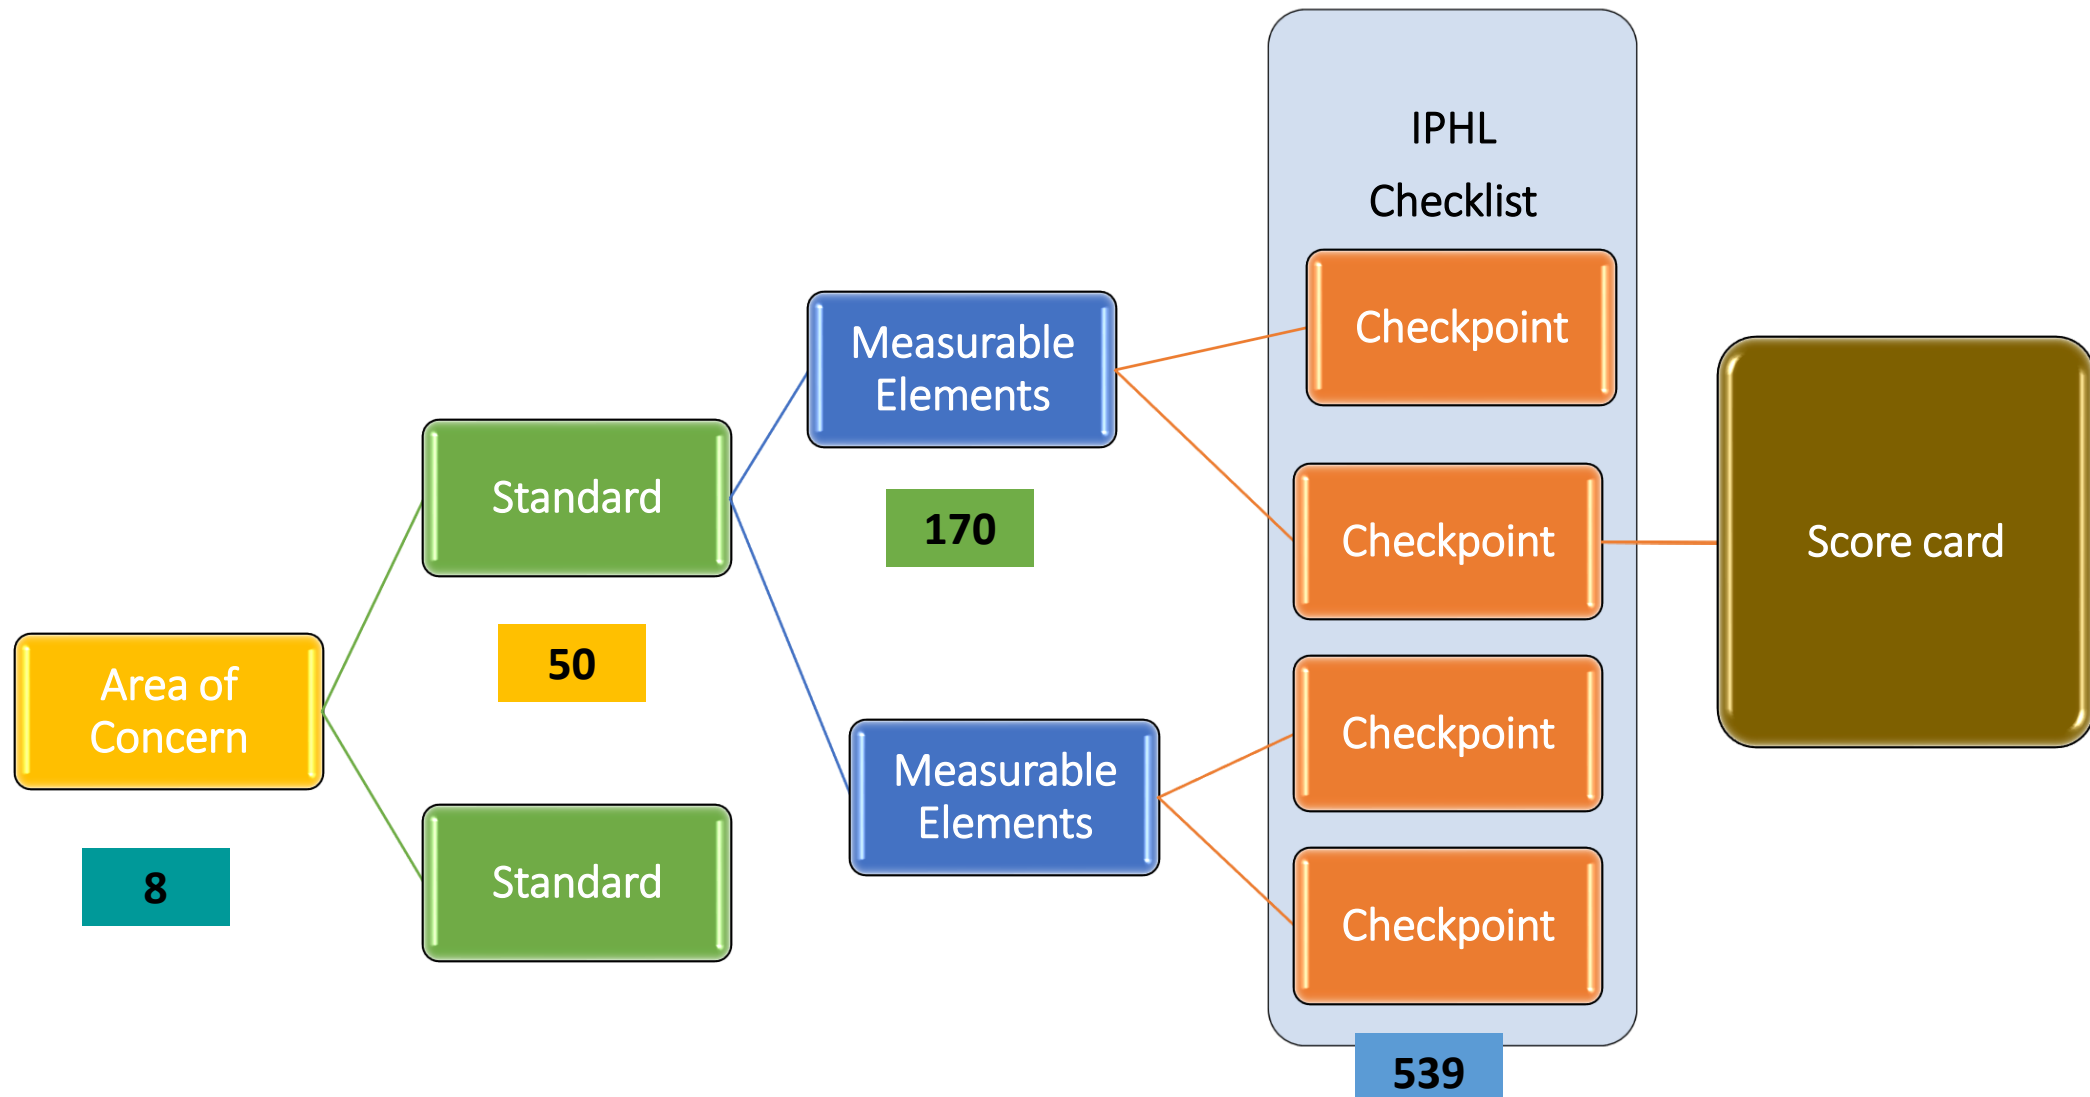 IPHL
Checklist
Area of
Concern
8
Standard
50
Standard
Measurable
Elements
170
Measurable
Elements
Checkpoint
Checkpoint
Checkpoint
Checkpoint
539
Score card